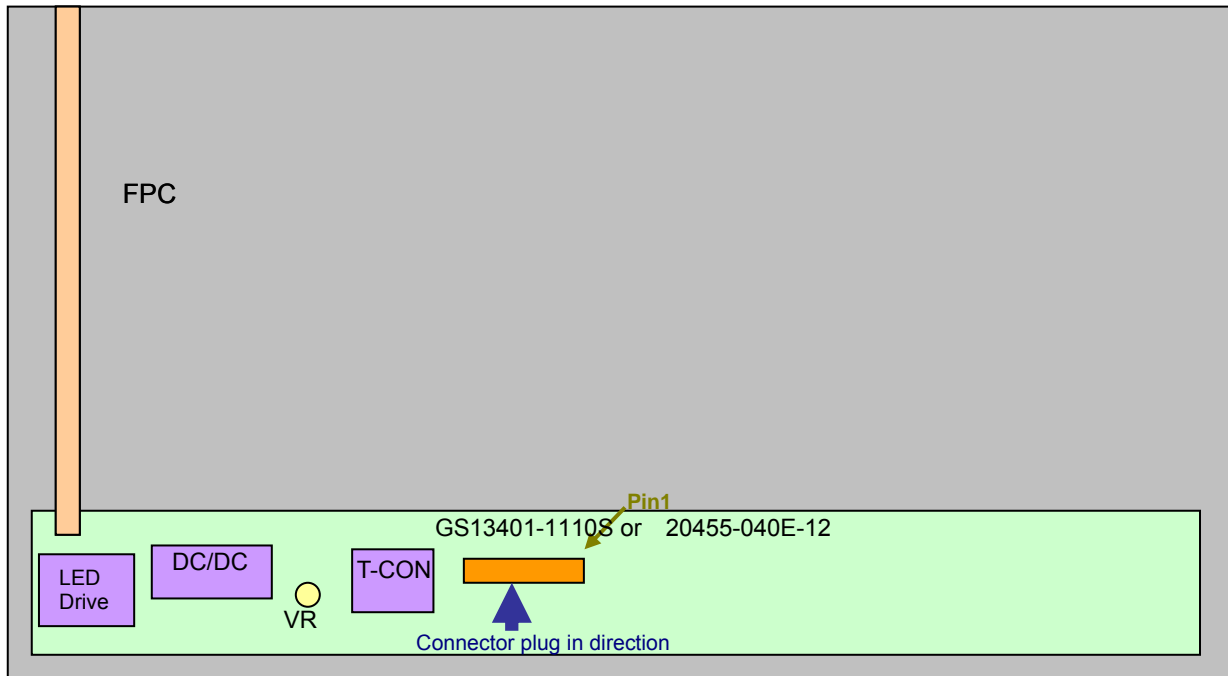 FPC
Pin1
GS13401-1110S or 20455-040E-12
DC/DC
T-CON
LED
Drive
VR
Connector plug in direction